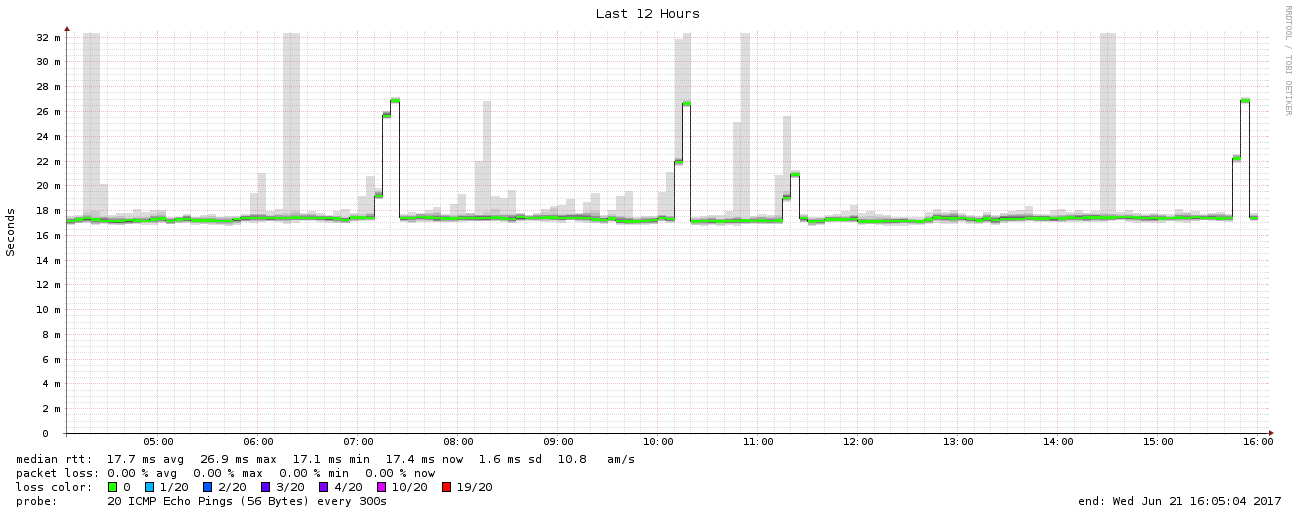 Last 12 Hours
RRDTOOL / TOBI OETIKER
Seconds
32 m
30 m
28 m
26 m
24 m
22 m
20 m
18 m
16 m
14 m
12 m
10 m
8 m
6 m
4 m
2 m
0
05:00 06:00 07:00 08:00 09:00 10:00 11:00 12:00 13:00 14:00 15:00 16:00
median rtt: 17.7 ms avg 26.9 ms max 17.1 ms min 17.4 ms now 1.6 ms sd 10.8 am/s
packet loss: 0.00 % avg 0.00 % max 0.00 % min 0.00 % now
loss color: 0 1/20 2/20 3/20 4/20 10/20 19/20
probe: 20 ICMP Echo Pings (56 Bytes) every 300s end: Wed Jun 21 16:05:04 2017